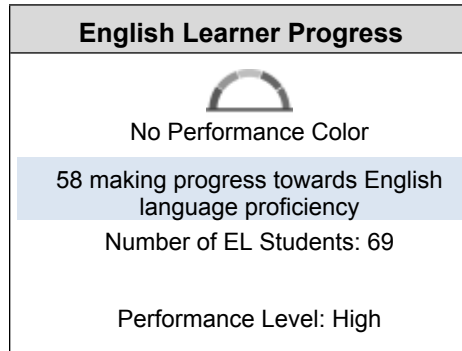 English Learner Progress
No Performance Color
58 making progress towards English
language proficiency
Number of EL Students: 69
Performance Level: High